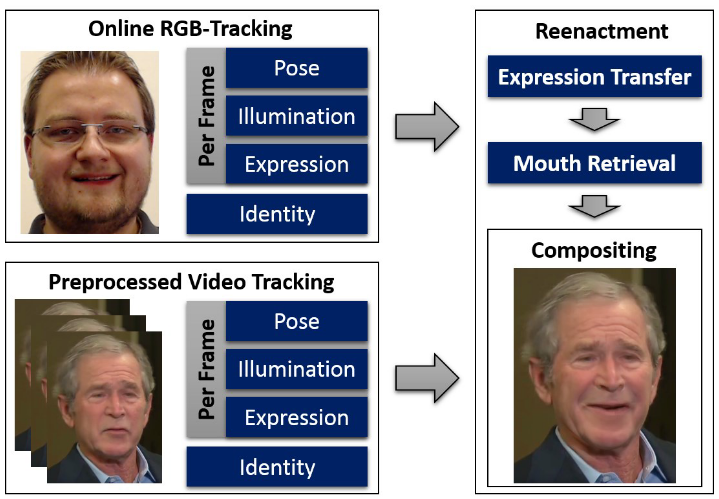 Online RGB-Tracking
Per Frame
Pose
Illumination
Expression
Identity
Preprocessed Video Tracking
Per Frame
Pose
Illumination
Expression
Identity
Reenactment
Expression Transfer
Mouth Retrieval
Compositing